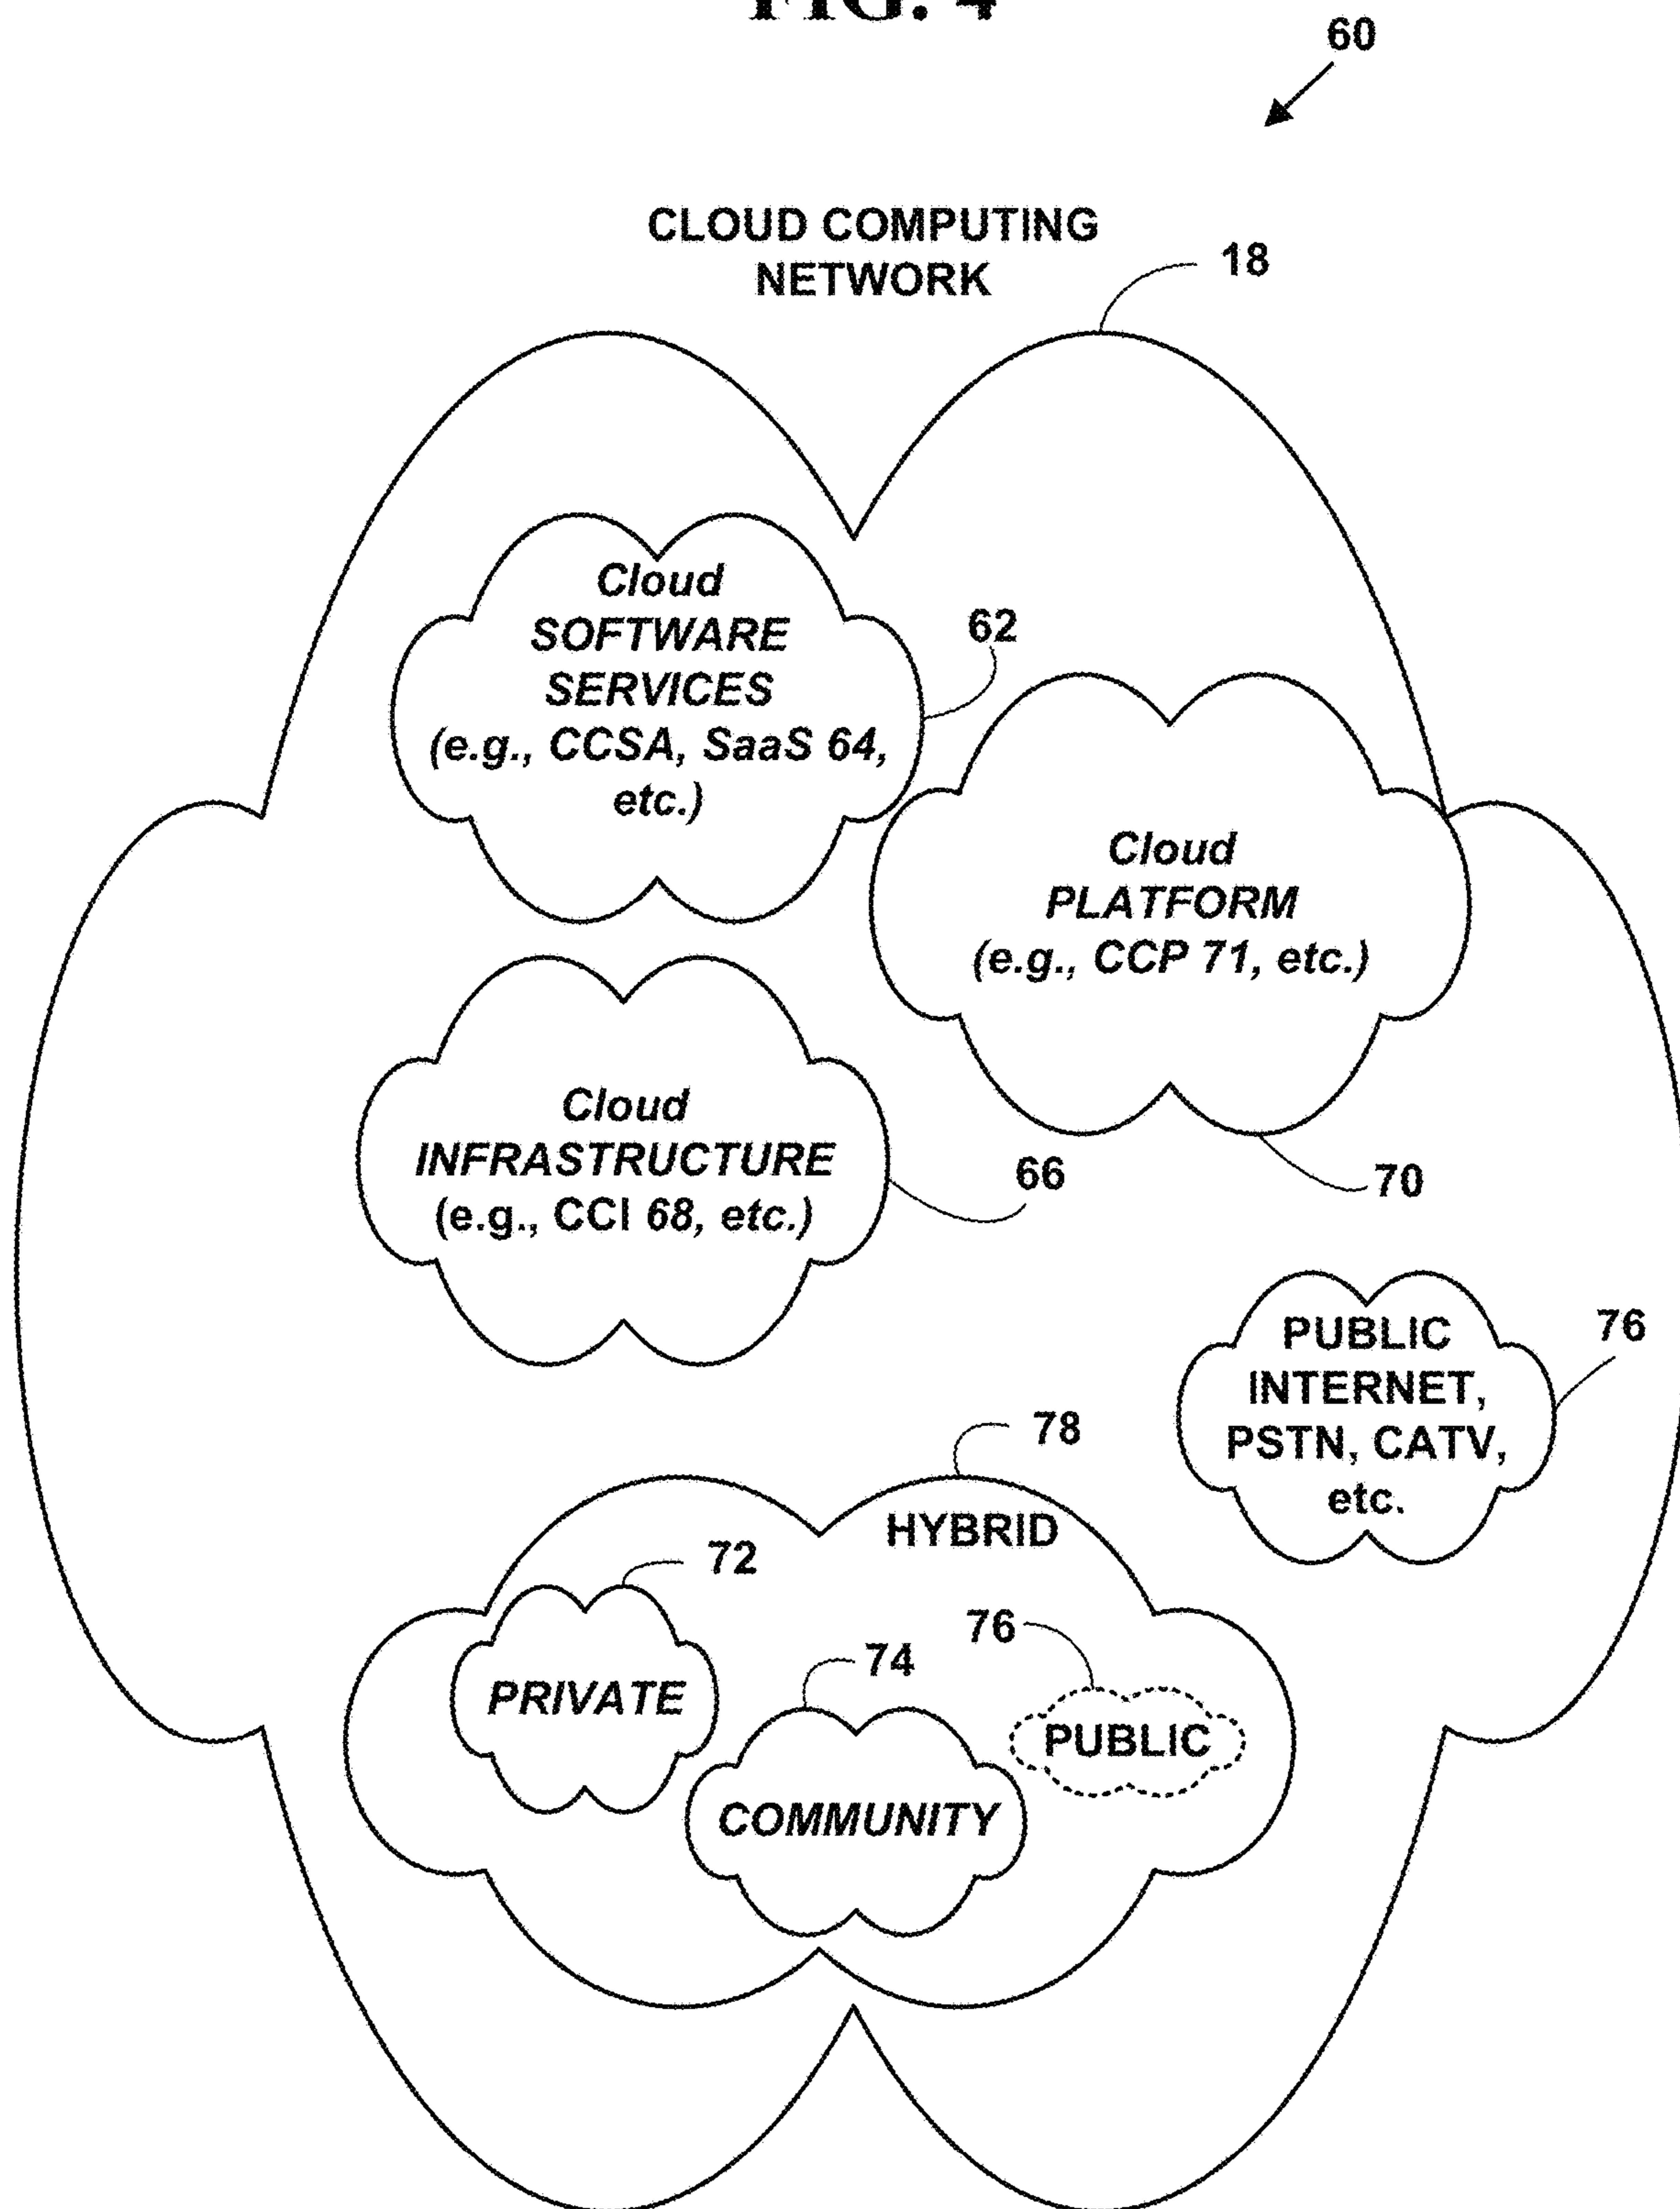 FIG. 4
60
CLOUD COMPUTING
NETWORK
18
Cloud
SOFTWARE
SERVICES
(e.g., CCSA, SaaS 64,
etc.)
62
Cloud
PLATFORM
(e.g., CCP 71, etc.)
70
Cloud
INFRASTRUCTURE
(e.g., CCI 68, etc.)
66
PUBLIC
INTERNET,
PSTN, CATV,
etc.
76
78
HYBRID
72
PRIVATE
74
COMMUNITY
76
PUBLIC